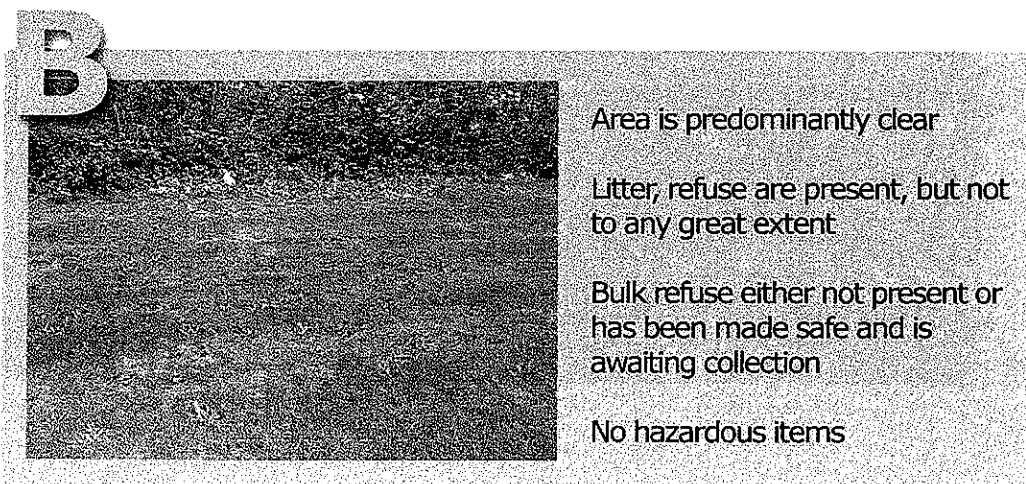 B
Area is predominantly clear
Litter, refuse are present, but not
to any great extent
Bulk refuse either not present or
has been made safe and is
awaiting collection
No hazardous items